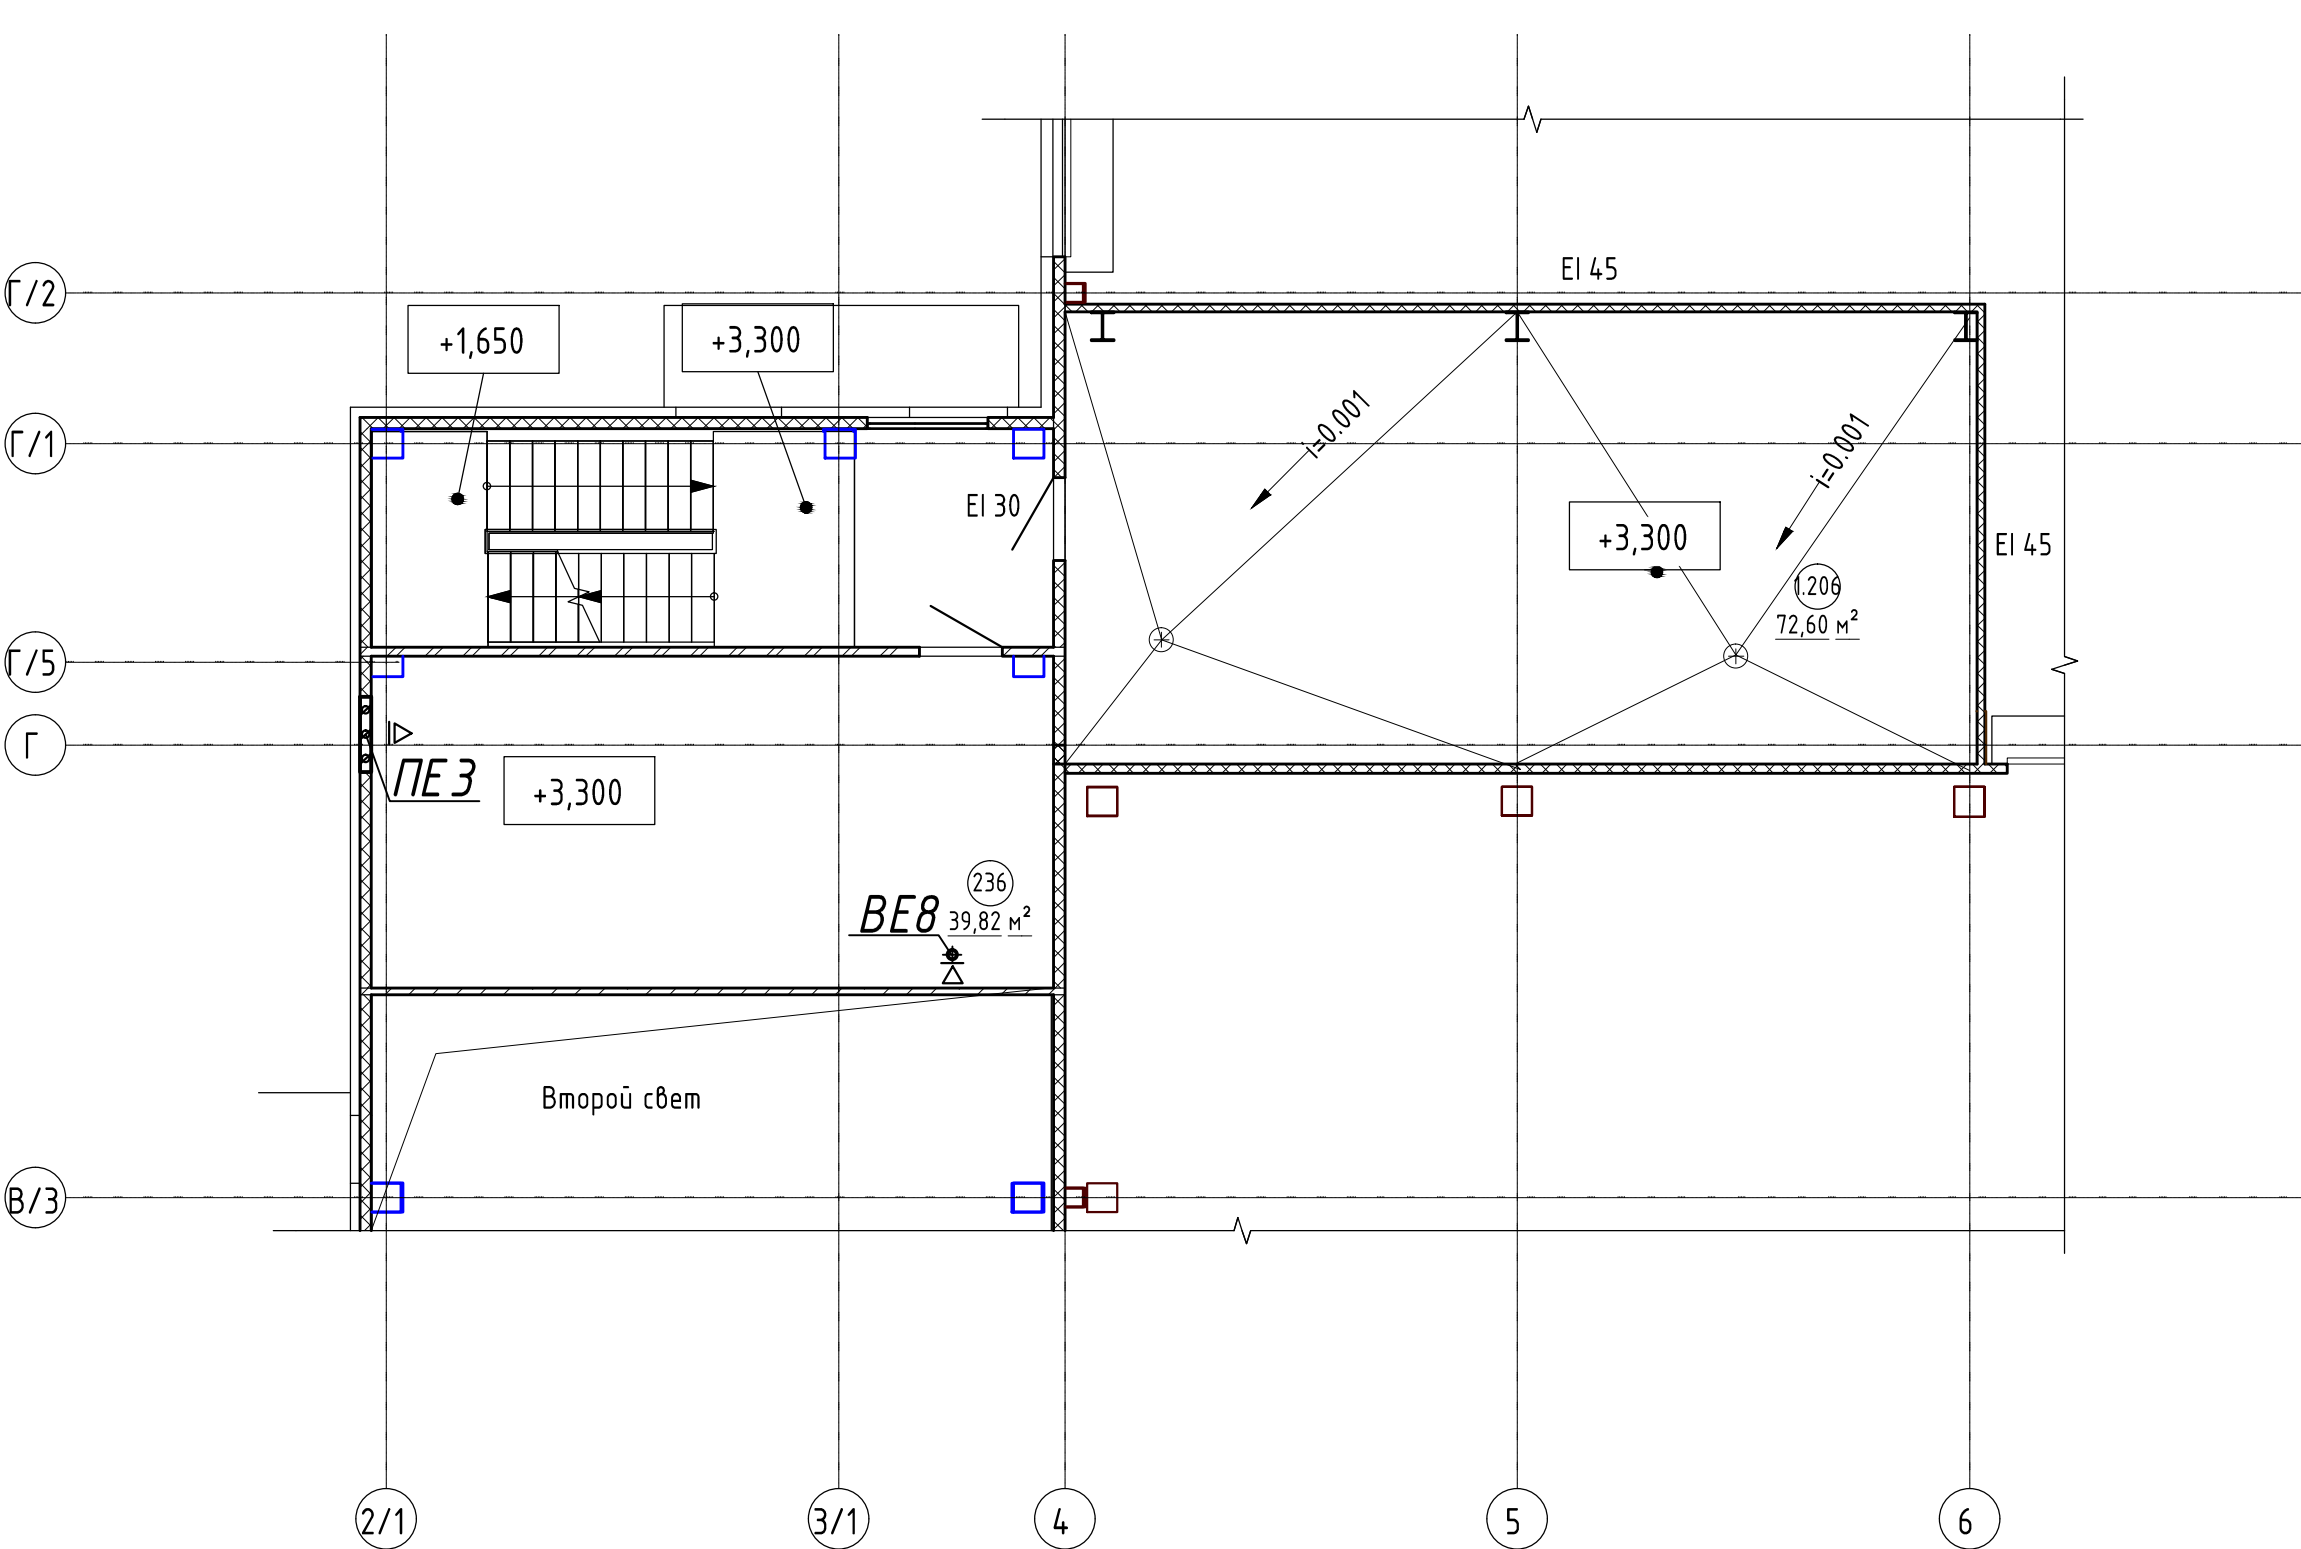 EI 45
Г/2
+1,650
+3,300
i=0.001
i=0.001
Г/1
EI 30
+3,300
EI 45
1.206
72,60 м²
Г/5
Г
ПЕ 3
+3,300
236
ВЕ8
39,82 м²
Второй свет
В/3
2/1
3/1
4
5
6